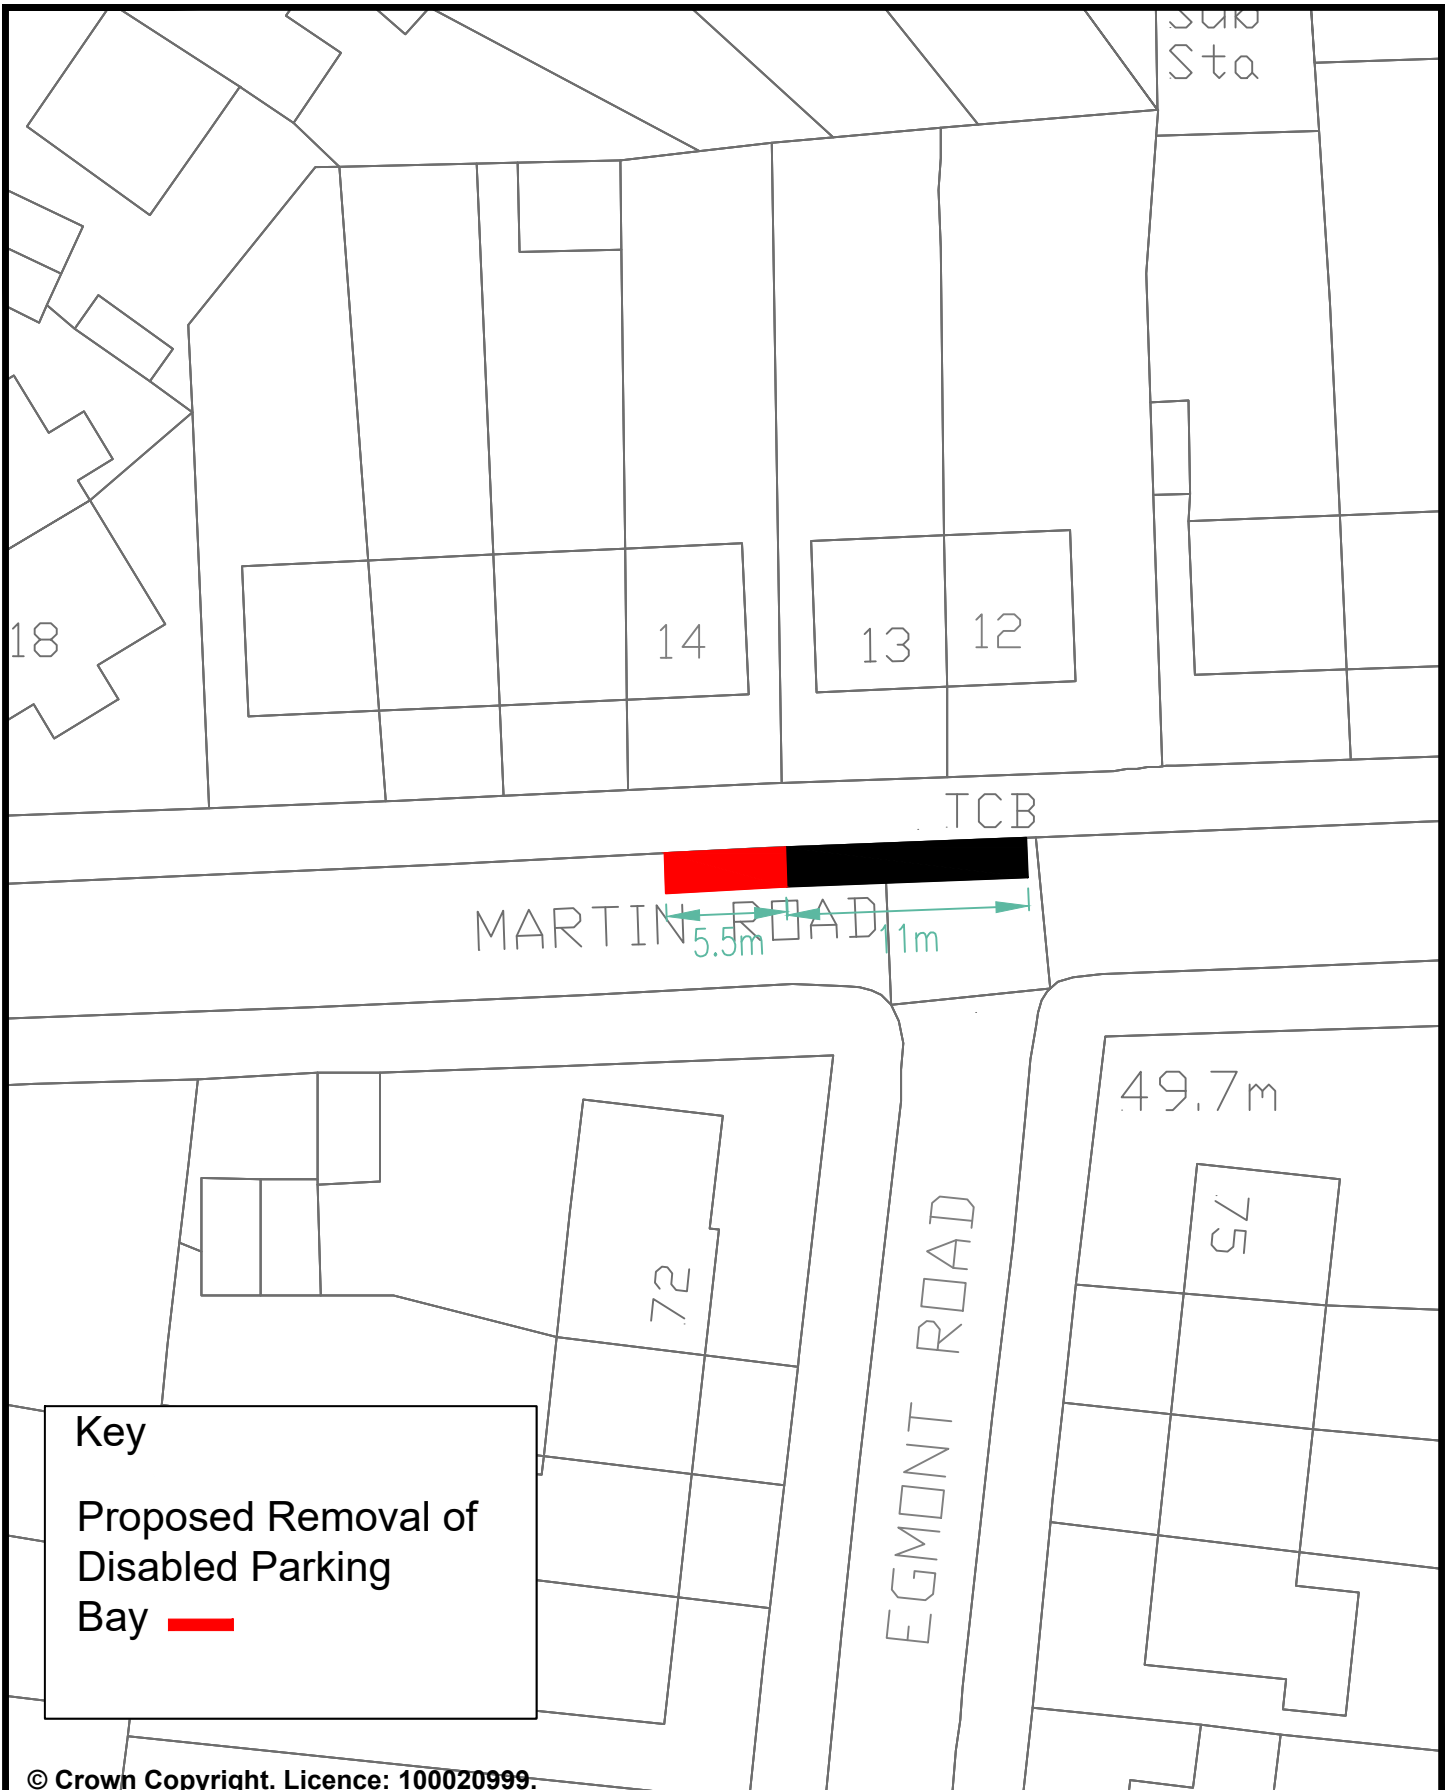 Sub
Sta
18
14
13
12
TCB
MARTIN ROAD
5.5m
11m
49.7m
75
72
EGMONT ROAD
Key
Proposed Removal of
Disabled Parking
Bay
© Crown Copyright. Licence: 100020999.